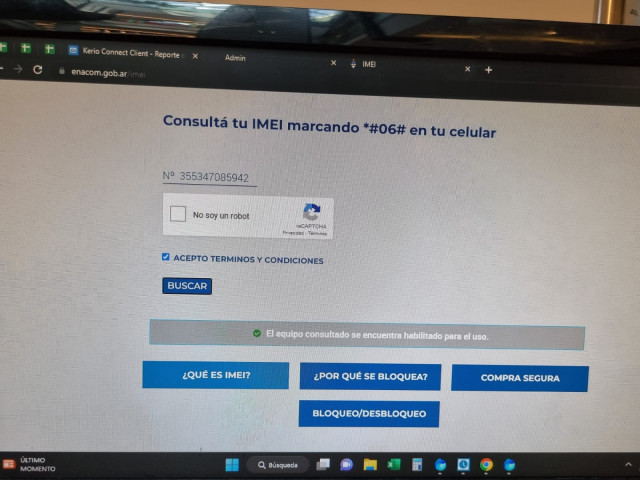 Kerio Connect Client - Reporte
Admin
IMEI
enacom.gob.ar/imei
Consultá tu IMEI marcando *#06# en tu celular
Nº 355347085942
No soy un robot
reCAPTCHA
Privacidad - Términos
ACEPTO TERMINOS Y CONDICIONES
BUSCAR
El equipo consultado se encuentra habilitado para el uso.
¿QUÉ ES IMEI?
¿POR QUÉ SE BLOQUEA?
COMPRA SEGURA
BLOQUEO/DESBLOQUEO
ÚLTIMO
MOMENTO
Búsqueda